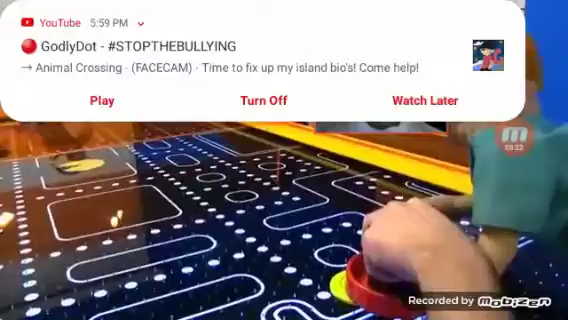 YouTube 5:59 PM
🔴 GodlyDot - #STOPTHEBULLYING
→ Animal Crossing - (FACECAM) - Time to fix up my island bio's! Come help!
Play Turn Off Watch Later
Recorded by mobizen